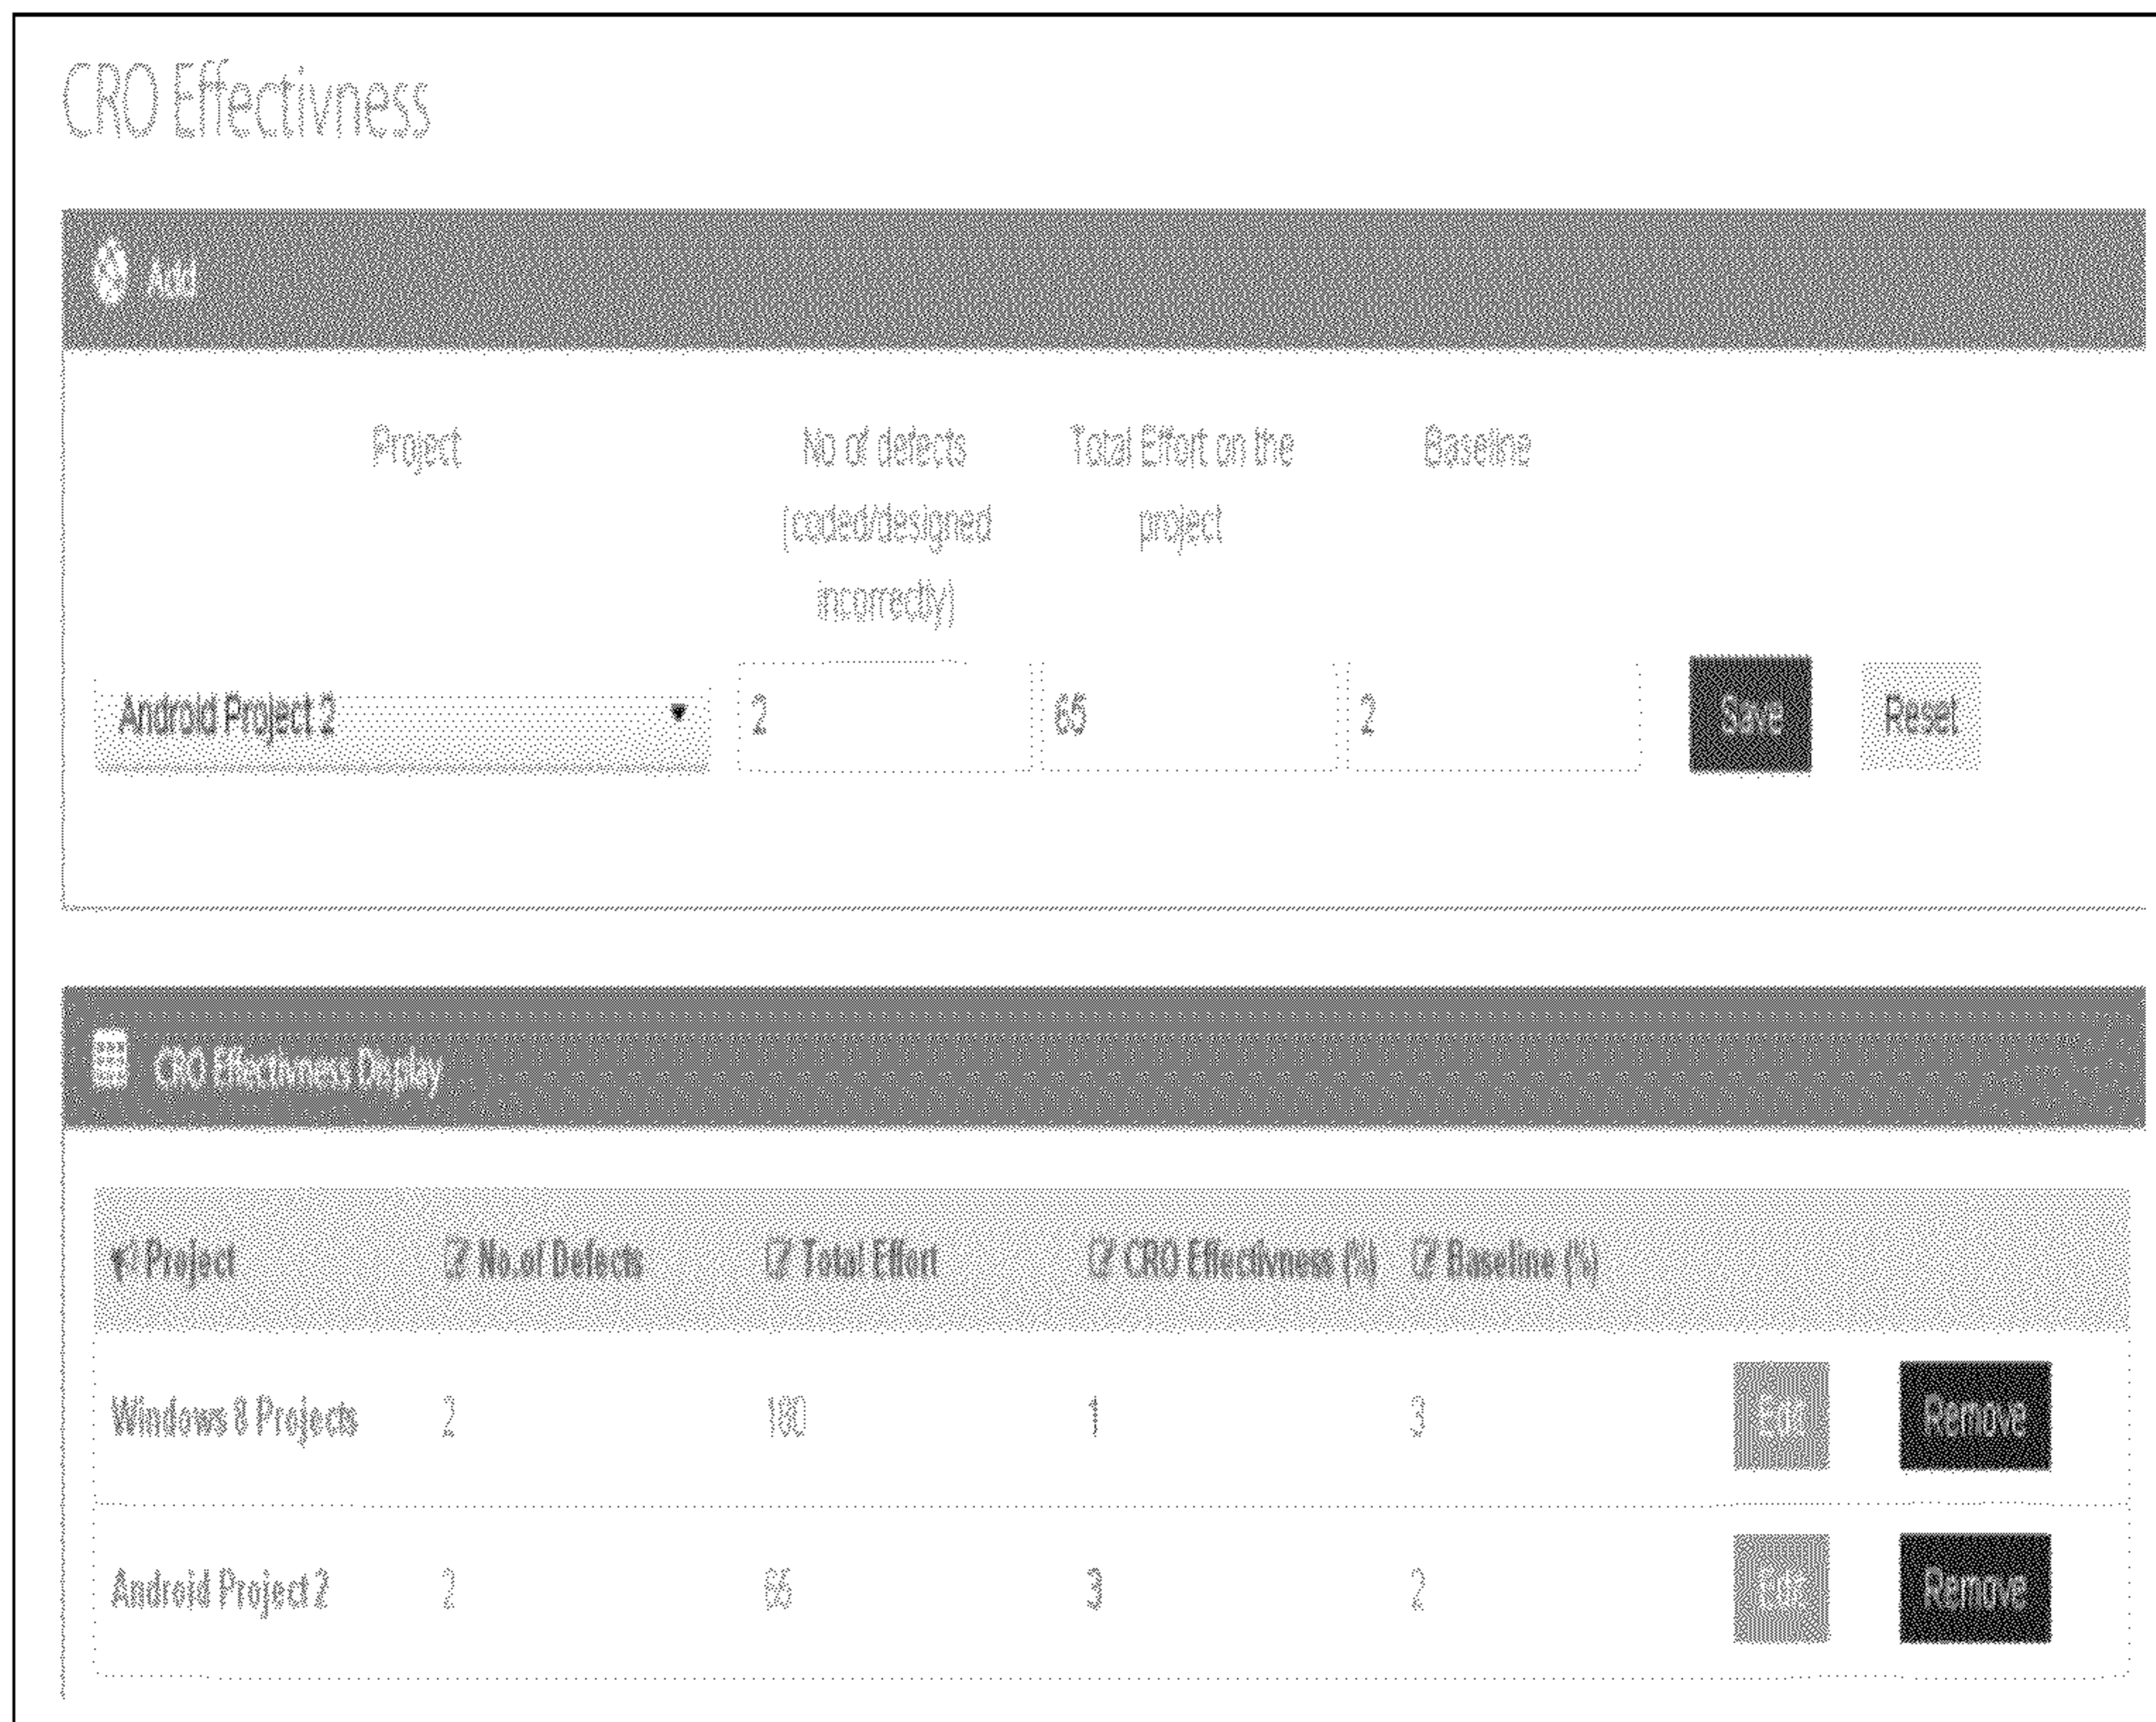 CRO Effectivness
Add
Project No of defects Total Effort on the Baseline
(coded/designed project
incorrectly)
Android Project 2 2 65 2 Save Reset
CRO Effectivness Display
Project No.of Defects Total Effort CRO Effectivness (%) Baseline (%)
Windows 8 Projects 2 180 1 3 Edit Remove
Android Project 2 2 65 3 2 Edit Remove